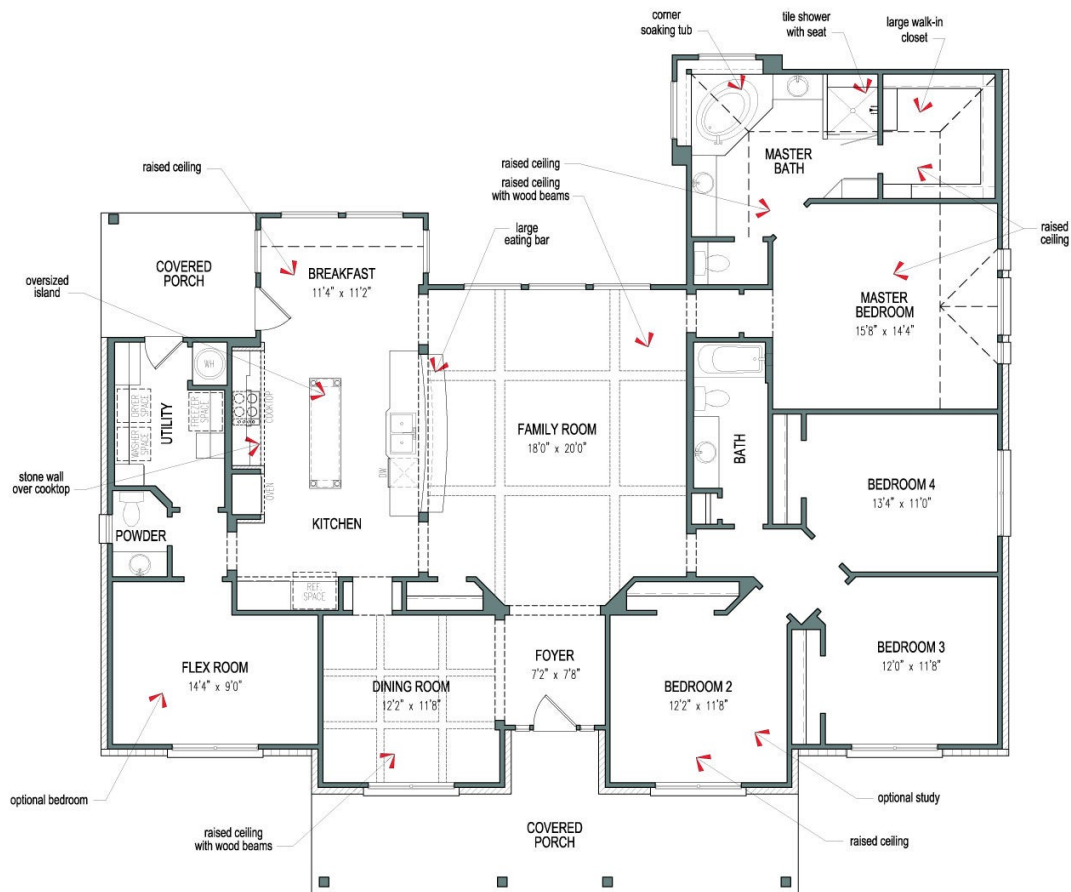 corner
soaking tub
tile shower
with seat
large walk-in
closet
raised ceiling
raised ceiling
raised ceiling
with wood beams
MASTER
BATH
large
eating bar
raised
ceiling
COVERED
PORCH
BREAKFAST
11'4" x 11'2"
oversized
island
MASTER
BEDROOM
15'8" x 14'4"
WH
WASHER
SPACE
DRYER
SPACE
FREEZER
SPACE
UTILITY
COOKTOP
FAMILY ROOM
18'0" x 20'0"
BATH
stone wall
over cooktop
OVEN
DW
KITCHEN
BEDROOM 4
13'4" x 11'0"
POWDER
REF.
SPACE
FLEX ROOM
14'4" x 9'0"
DINING ROOM
12'2" x 11'8"
FOYER
7'2" x 7'8"
BEDROOM 2
12'2" x 11'8"
BEDROOM 3
12'0" x 11'8"
optional bedroom
raised ceiling
with wood beams
COVERED
PORCH
optional study
raised ceiling